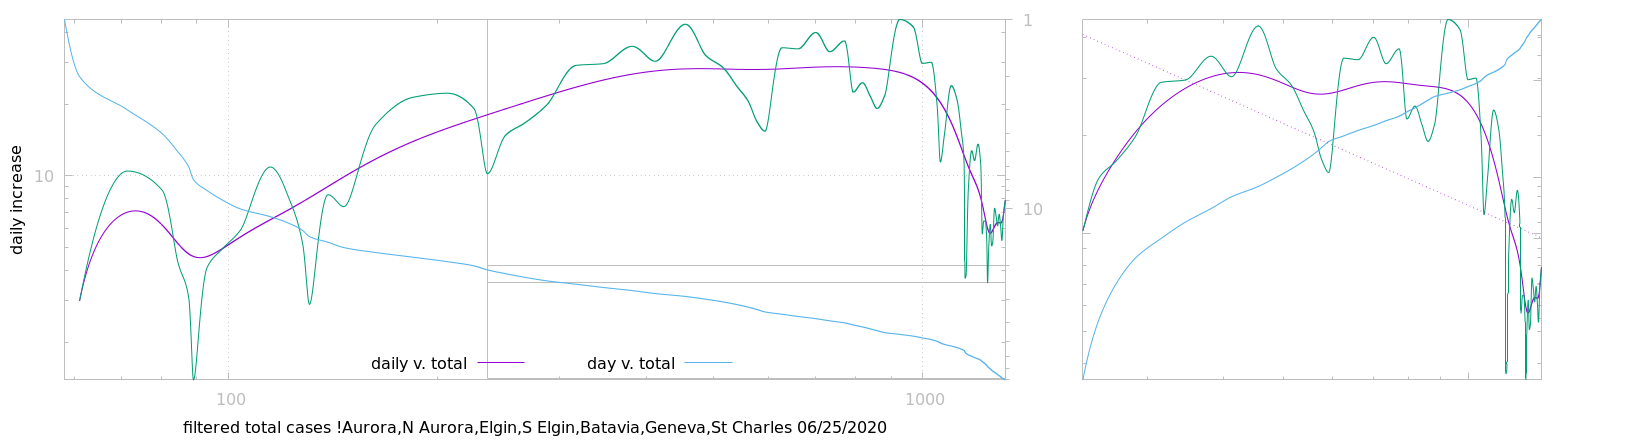 1
10
daily increase
10
daily v. total
day v. total
100
1000
filtered total cases !Aurora,N Aurora,Elgin,S Elgin,Batavia,Geneva,St Charles 06/25/2020